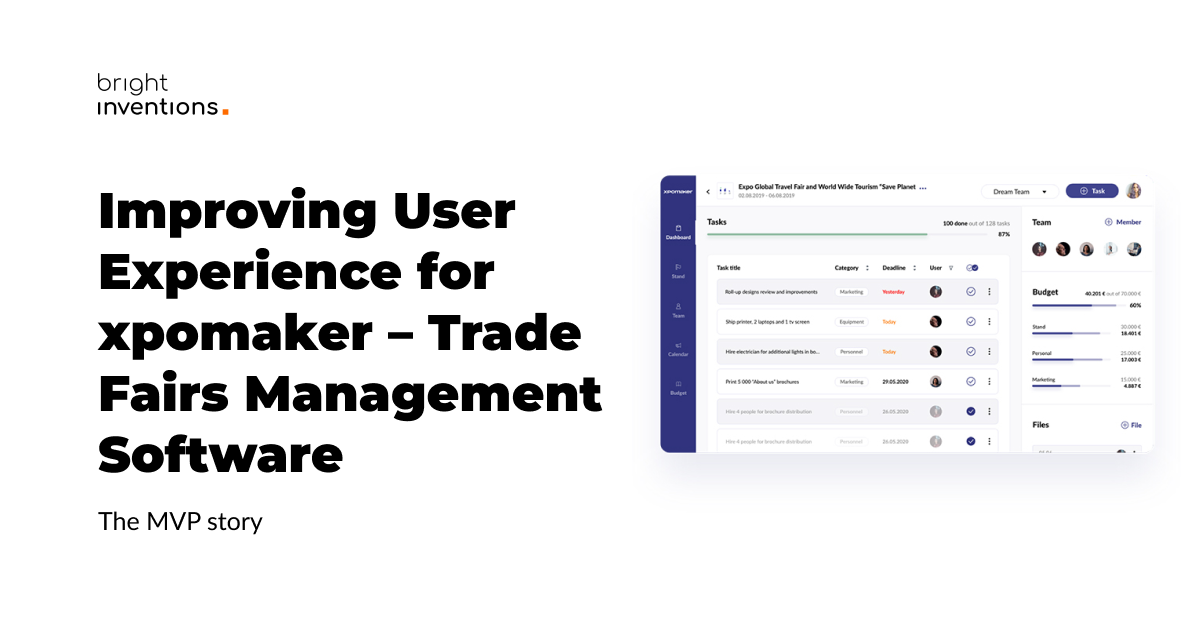 bright
inventions.
Improving User
Experience for
xpomaker – Trade
Fairs Management
Software
The MVP story
xpomaker
Expo Global Travel Fair and World Wide Tourism "Save Planet ...
02.08.2019 - 06.08.2019
Dream Team
Task
Dashboard
Stand
Team
Calendar
Budget
Tasks
100 done out of 128 tasks
87%
Task title Category Deadline User
Roll-up designs review and improvements Marketing Yesterday
Ship printer, 2 laptops and 1 tv screen Equipment Today
Hire electrician for additional lights in bo... Personnel Today
Print 5 000 "About us" brochures Marketing 29.05.2020
Hire 4 people for brochure distribution Personnel 26.05.2020
Hire 4 people for brochure distribution Personnel 26.05.2020
Team Member
Budget 40.201 € out of 70.000 €
60%
Stand 30.000 €
18.401 €
Personal 25.000 €
17.003 €
Marketing 15.000 €
4.887 €
Files File